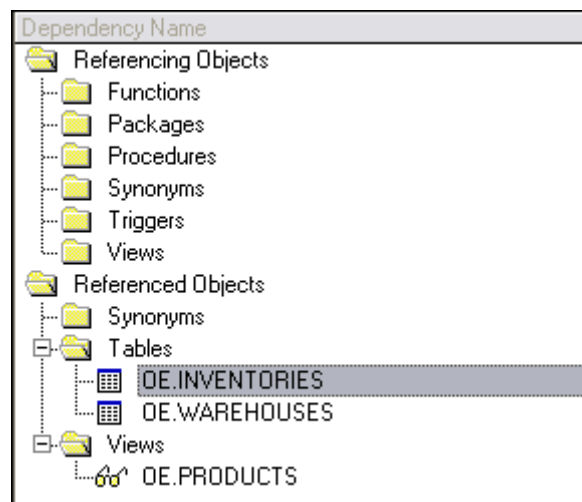 Dependency Name
Referencing Objects
Functions
Packages
Procedures
Synonyms
Triggers
Views
Referenced Objects
Synonyms
Tables
OE.INVENTORIES
OE.WAREHOUSES
Views
OE.PRODUCTS